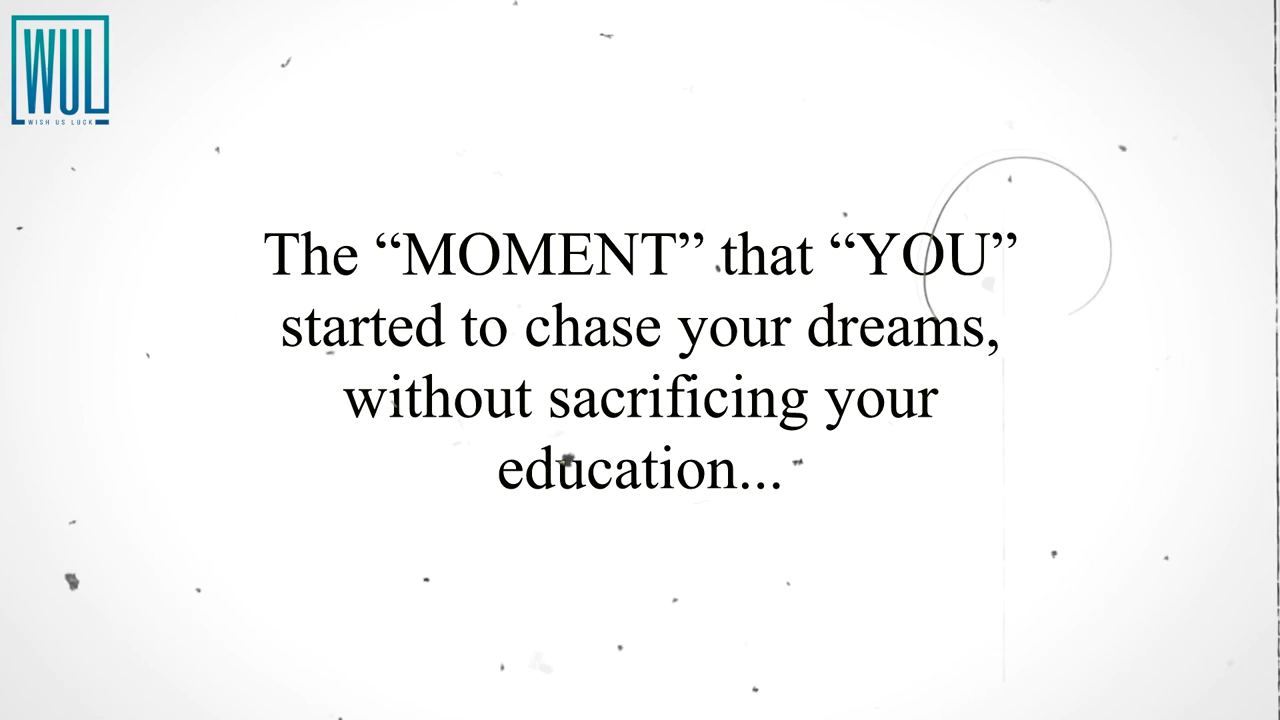 WUL
WISH US LUCK
The “MOMENT” that “YOU”
started to chase your dreams,
without sacrificing your
education...